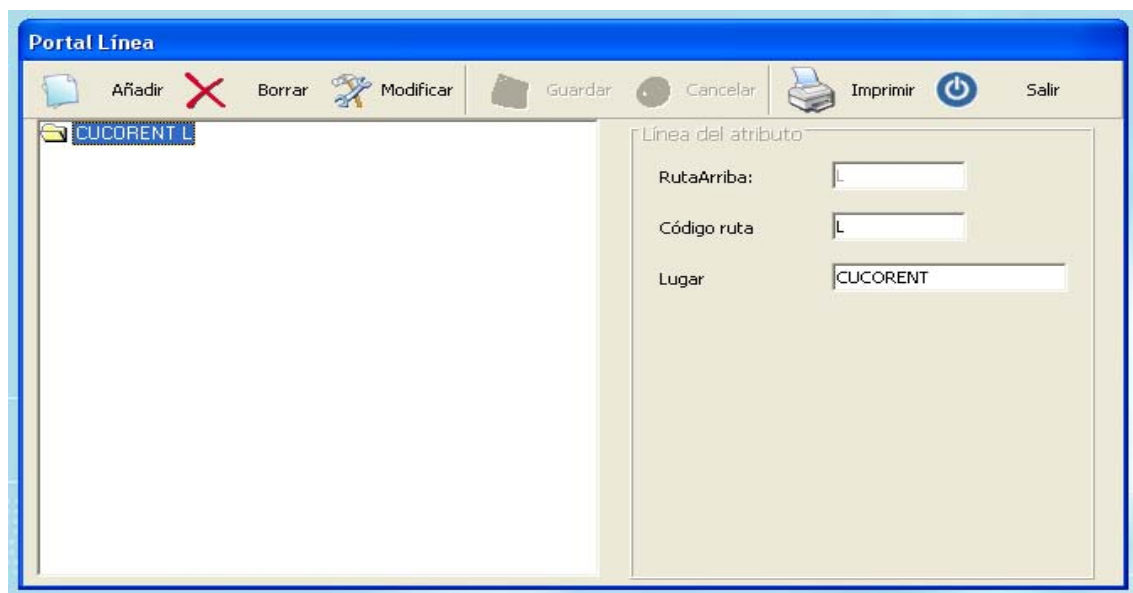 Portal Línea
Añadir Borrar Modificar Guardar Cancelar Imprimir Salir
CUCORENT L
Línea del atributo
RutaArriba: L
Código ruta L
Lugar CUCORENT